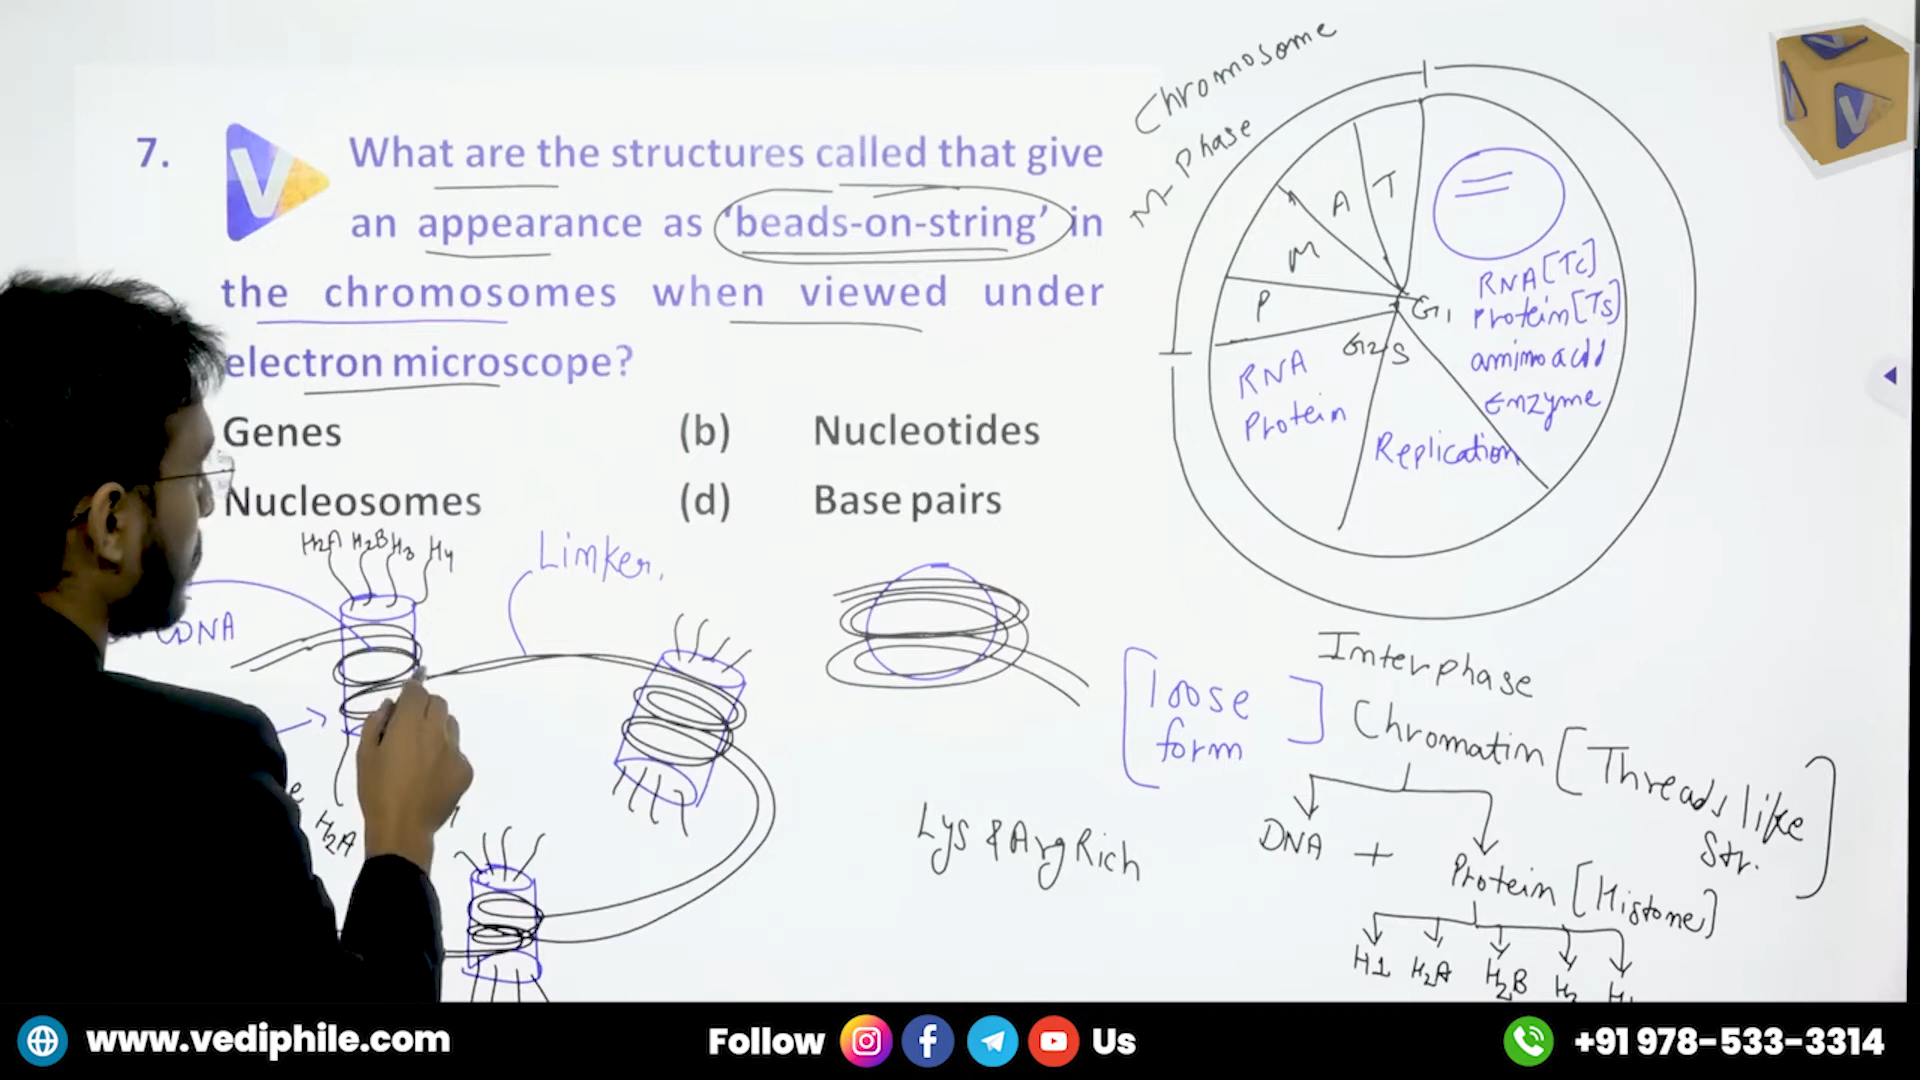 7.
What are the structures called that give
an appearance as 'beads-on-string' in
the chromosomes when viewed under
electron microscope?
Genes
(b) Nucleotides
Nucleosomes
(d) Base pairs
Chromosome
M-Phase
T
A
M
P
G1
G2
S
RNA [Tc]
Protein [Ts]
amino acid
Enzyme
RNA
Protein
Replication
H2A H2B H3 H4
Linker.
DNA
H2A
Lys & Arg Rich
[loose
form]
Interphase
Chromatin [Threads like
Str.]
DNA + Protein [Histone]
H1 H2A H2B
www.vediphile.com
Follow Us
+91 978-533-3314